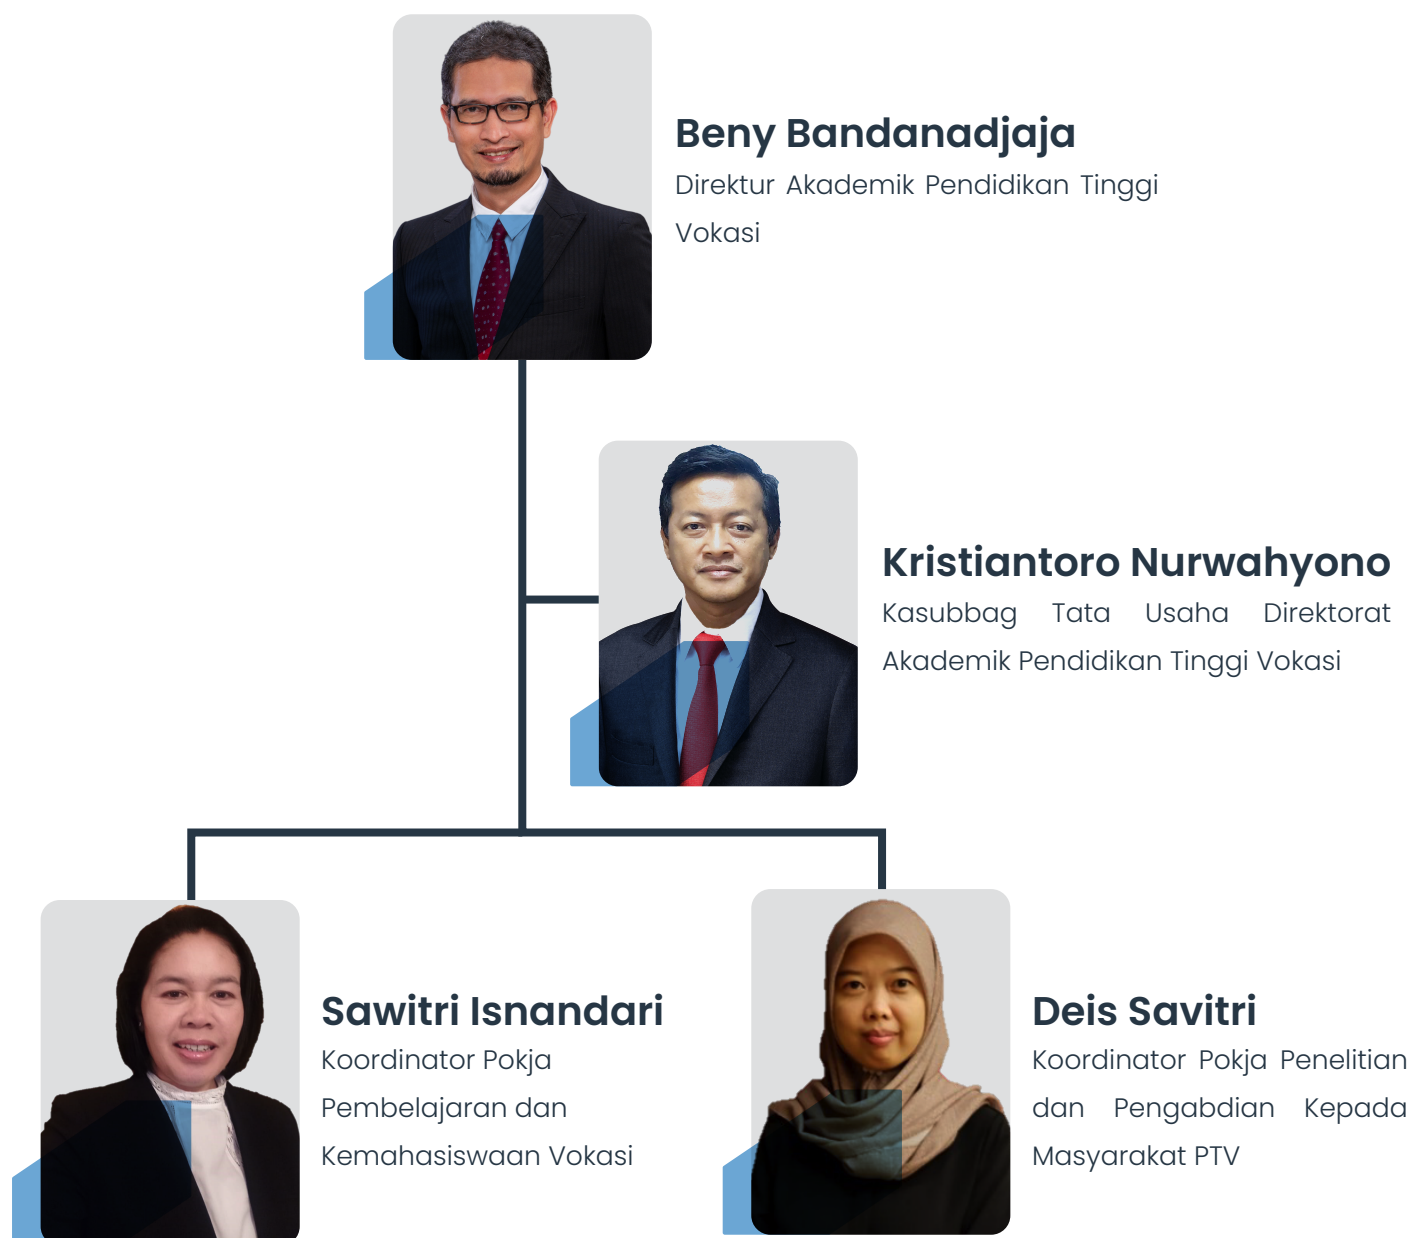 Beny Bandanadjaja
Direktur Akademik Pendidikan Tinggi
Vokasi
Kristiantoro Nurwahyono
Kasubbag Tata Usaha Direktorat
Akademik Pendidikan Tinggi Vokasi
Sawitri Isnandari
Koordinator Pokja
Pembelajaran dan
Kemahasiswaan Vokasi
Deis Savitri
Koordinator Pokja Penelitian
dan Pengabdian Kepada
Masyarakat PTV